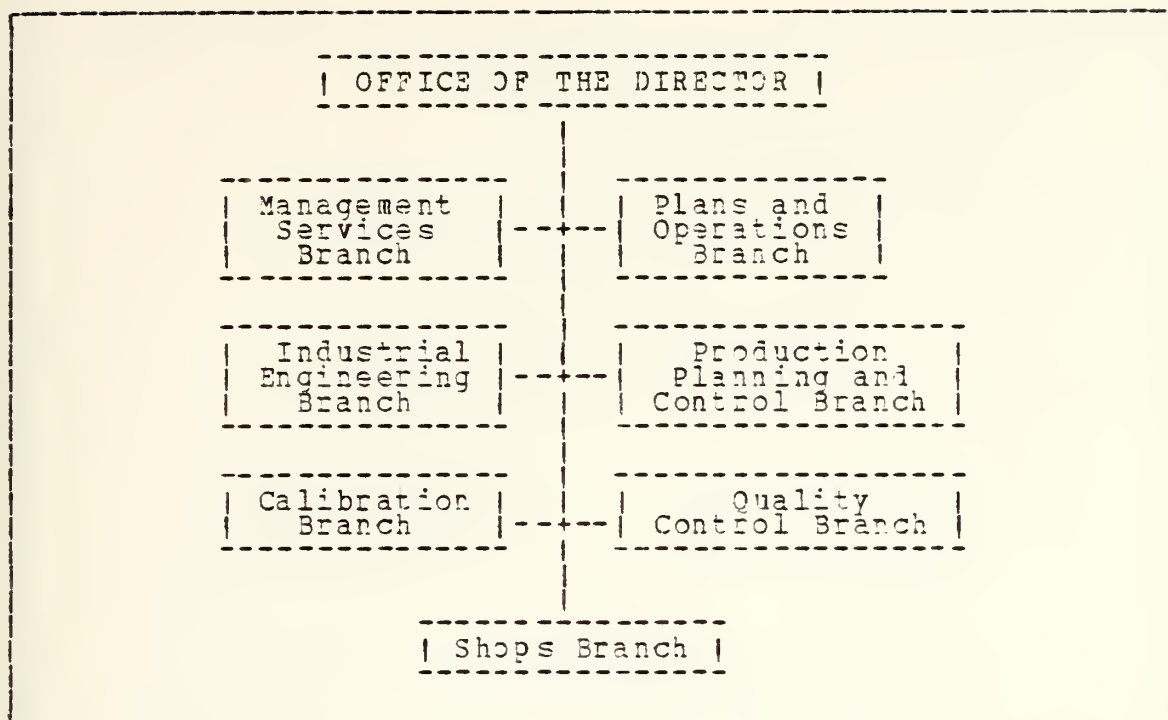 OFFICE OF THE DIRECTOR
Management
Services
Branch
Plans and
Operations
Branch
Industrial
Engineering
Branch
Production
Planning and
Control Branch
Calibration
Branch
Quality
Control Branch
Shops Branch